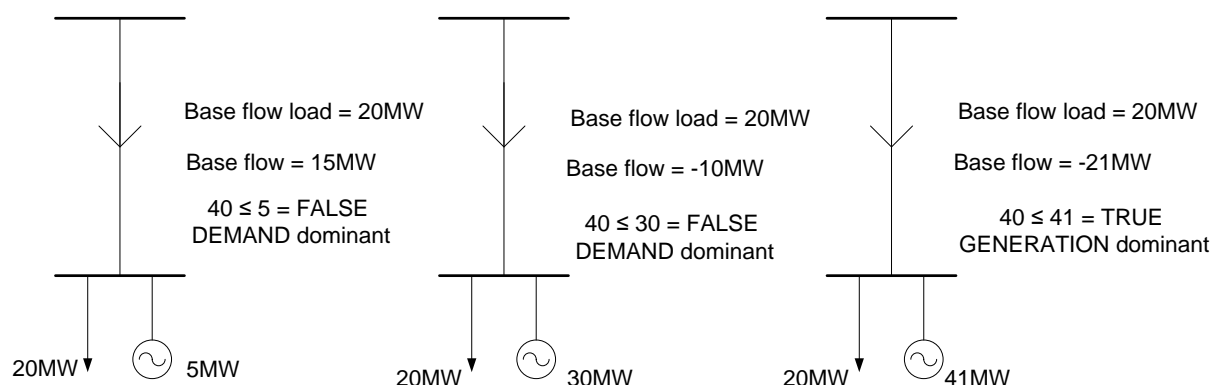 Base flow load = 20MW
Base flow = 15MW
40 ≤ 5 = FALSE
DEMAND dominant
20MW
5MW
Base flow load = 20MW
Base flow = -10MW
40 ≤ 30 = FALSE
DEMAND dominant
20MW
30MW
Base flow load = 20MW
Base flow = -21MW
40 ≤ 41 = TRUE
GENERATION dominant
20MW
41MW